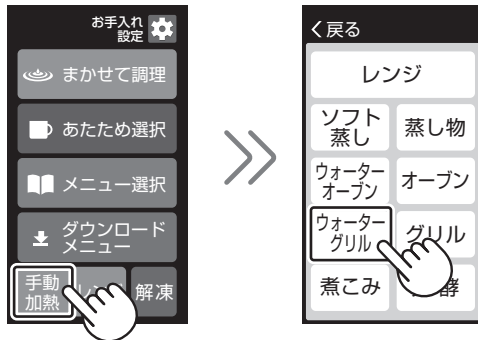 お手入れ
設定
まかせて調理
あたため選択
メニュー選択
ダウンロード
メニュー
手動
加熱
解凍
戻る
レンジ
ソフト
蒸し
蒸し物
ウォーター
オーブン
オーブン
ウォーター
グリル
グリル
煮こみ
酵